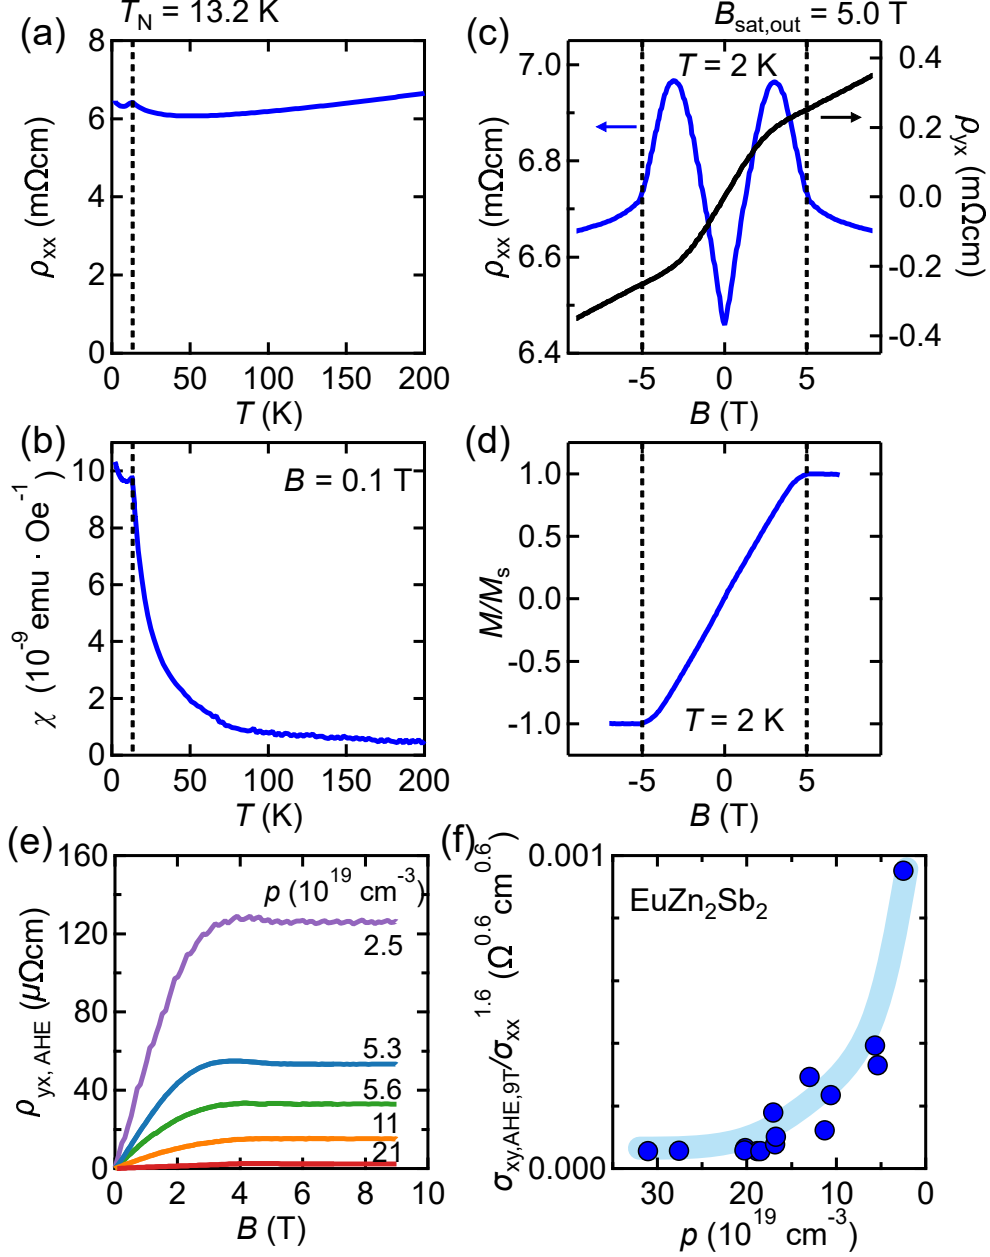 (a)
T_N = 13.2 K
8
6
4
2
0
ρ_xx (mΩcm)
0 50 100 150 200
T (K)
(c)
B_sat,out = 5.0 T
T = 2 K
7.0
6.8
6.6
6.4
ρ_xx (mΩcm)
0.4
0.2
0.0
-0.2
-0.4
ρ_yx (mΩcm)
-5 0 5
B (T)
(b)
B = 0.1 T
10
8
6
4
2
0
χ (10^-9 emu · Oe^-1)
0 50 100 150 200
T (K)
(d)
1.0
0.5
0.0
-0.5
-1.0
M/M_s
T = 2 K
-5 0 5
B (T)
(e)
160
120
80
40
0
ρ_yx, AHE (μΩcm)
p (10^19 cm^-3)
2.5
5.3
5.6
11
21
0 2 4 6 8 10
B (T)
(f)
0.001
0.000
σ_xy,AHE,9T/σ_xx^1.6 (Ω^0.6 cm^0.6)
EuZn_2Sb_2
30 20 10 0
p (10^19 cm^-3)